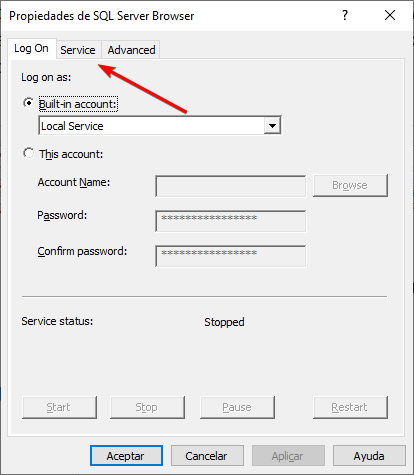 Propiedades de SQL Server Browser
Log On Service Advanced
Log on as:
Built-in account:
Local Service
This account:
Account Name: Browse
Password: ****************
Confirm password: ****************
Service status: Stopped
Start Stop Pause Restart
Aceptar Cancelar Aplicar Ayuda